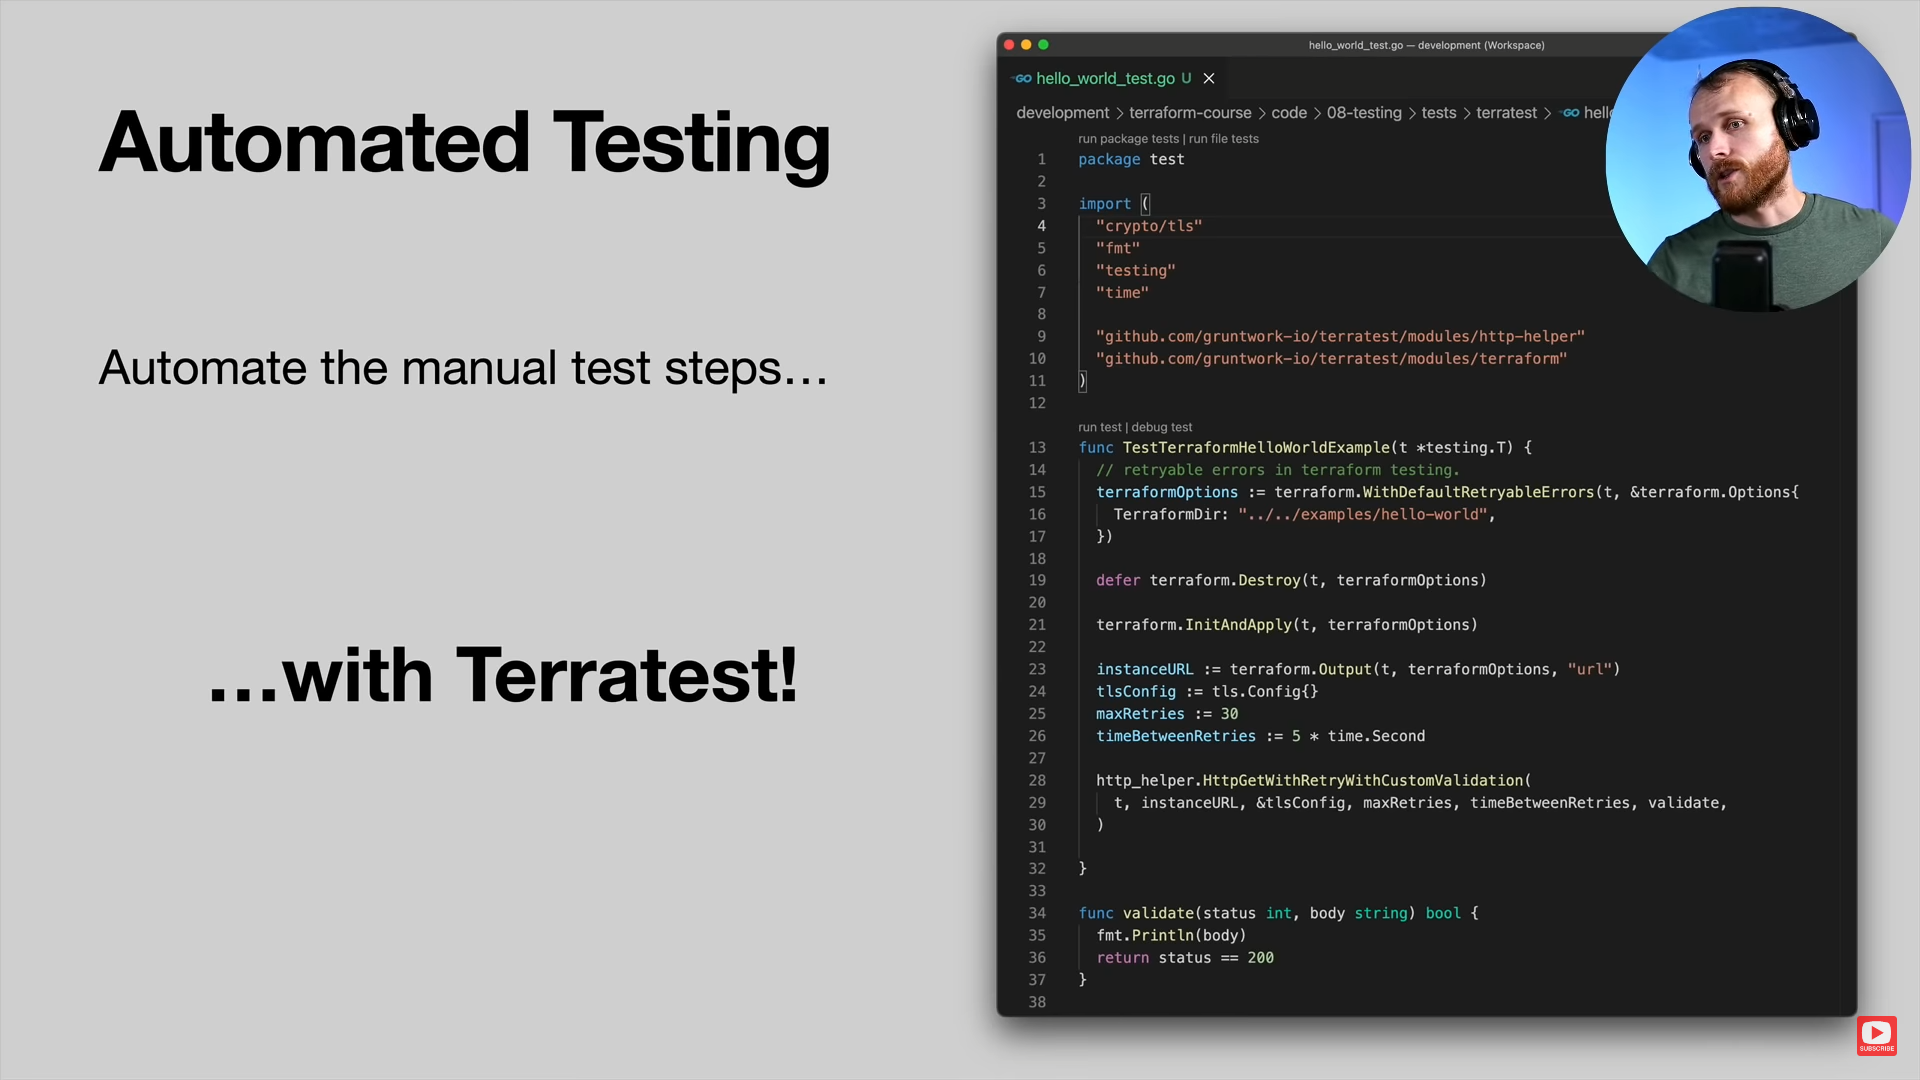 Automated Testing
Automate the manual test steps...
...with Terratest!
hello_world_test.go — development (Workspace)
GO hello_world_test.go U
development > terraform-course > code > 08-testing > tests > terratest > GO hello
run package tests | run file tests
1 package test
2
3 import (
4 "crypto/tls"
5 "fmt"
6 "testing"
7 "time"
8
9 "github.com/gruntwork-io/terratest/modules/http-helper"
10 "github.com/gruntwork-io/terratest/modules/terraform"
11 )
12
run test | debug test
13 func TestTerraformHelloWorldExample(t *testing.T) {
14 // retryable errors in terraform testing.
15 terraformOptions := terraform.WithDefaultRetryableErrors(t, &terraform.Options{
16 TerraformDir: "../../examples/hello-world",
17 })
18
19 defer terraform.Destroy(t, terraformOptions)
20
21 terraform.InitAndApply(t, terraformOptions)
22
23 instanceURL := terraform.Output(t, terraformOptions, "url")
24 tlsConfig := tls.Config{}
25 maxRetries := 30
26 timeBetweenRetries := 5 * time.Second
27
28 http_helper.HttpGetWithRetryWithCustomValidation(
29 t, instanceURL, &tlsConfig, maxRetries, timeBetweenRetries, validate,
30 )
31
32 }
33
34 func validate(status int, body string) bool {
35 fmt.Println(body)
36 return status == 200
37 }
38
SUBSCRIBE